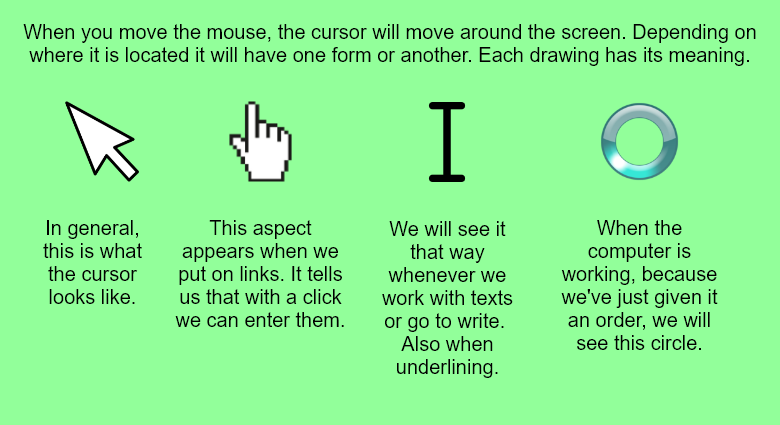 When you move the mouse, the cursor will move around the screen. Depending on
where it is located it will have one form or another. Each drawing has its meaning.
In general,
this is what
the cursor
looks like.
This aspect
appears when we
put on links. It tells
us that with a click
we can enter them.
We will see it
that way
whenever we
work with texts
or go to write.
Also when
underlining.
When the
computer is
working, because
we've just given it
an order, we will
see this circle.